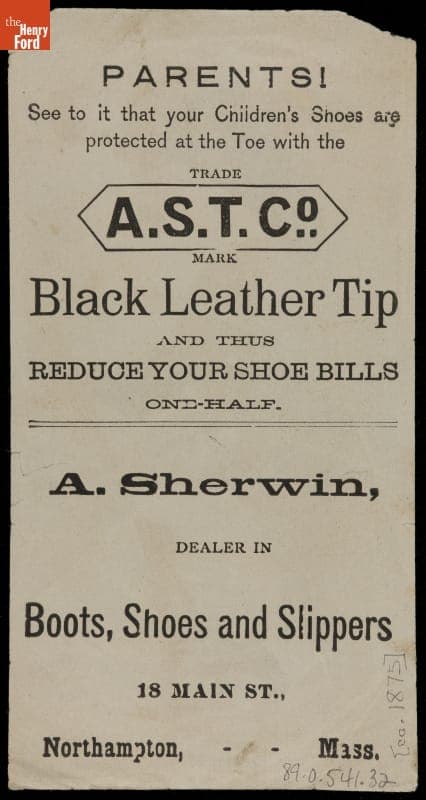 the
Henry
Ford
PARENTS!
See to it that your Children's Shoes are
protected at the Toe with the
TRADE
A.S.T. Co.
MARK
Black Leather Tip
AND THUS
REDUCE YOUR SHOE BILLS
ONE-HALF.
A. Sherwin,
DEALER IN
Boots, Shoes and Slippers
18 MAIN ST.,
Northampton, - - Mass.
[ca. 1875]
89.0.541.32